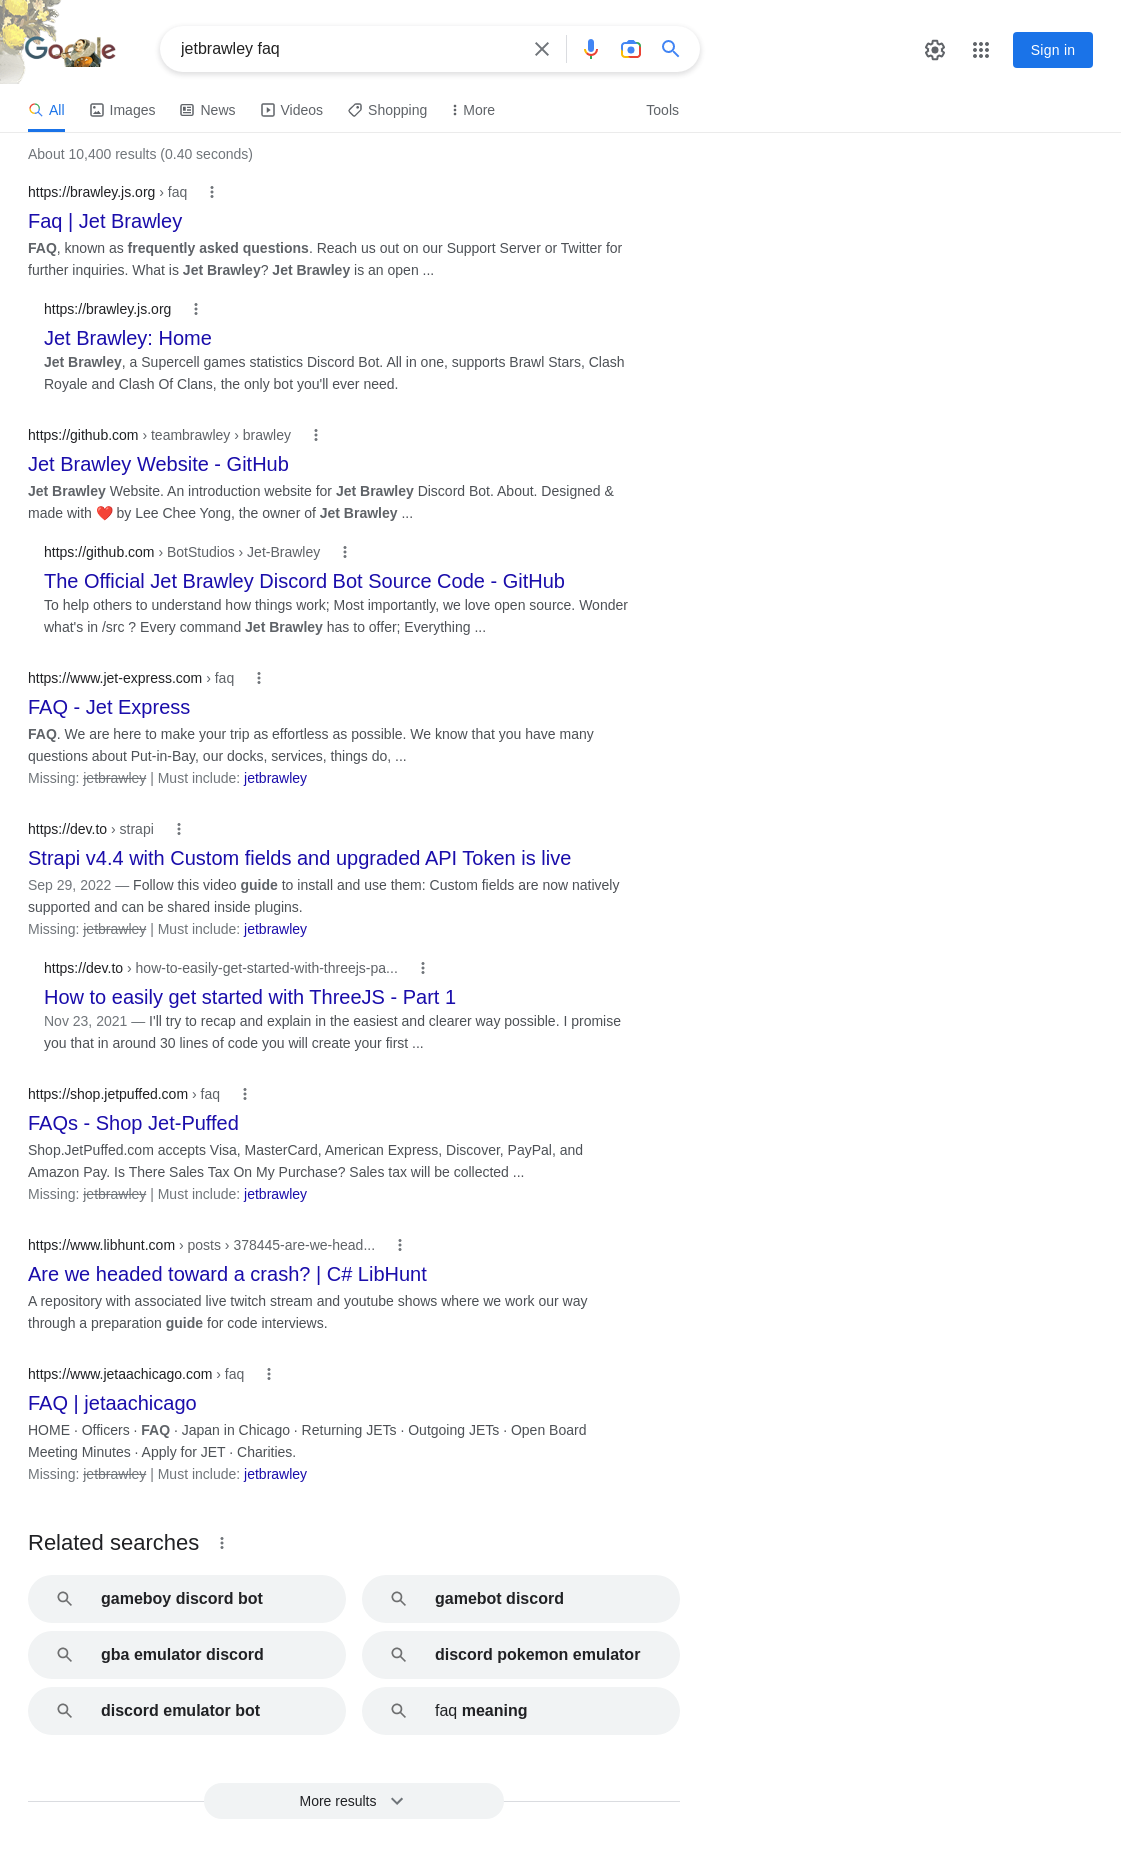 Google
jetbrawley faq
Sign in
All
Images
News
Videos
Shopping
More
Tools
About 10,400 results (0.40 seconds)
https://brawley.js.org › faq
Faq | Jet Brawley
FAQ, known as frequently asked questions. Reach us out on our Support Server or Twitter for
further inquiries. What is Jet Brawley? Jet Brawley is an open ...
https://brawley.js.org
Jet Brawley: Home
Jet Brawley, a Supercell games statistics Discord Bot. All in one, supports Brawl Stars, Clash
Royale and Clash Of Clans, the only bot you'll ever need.
https://github.com › teambrawley › brawley
Jet Brawley Website - GitHub
Jet Brawley Website. An introduction website for Jet Brawley Discord Bot. About. Designed &
made with ❤️ by Lee Chee Yong, the owner of Jet Brawley ...
https://github.com › BotStudios › Jet-Brawley
The Official Jet Brawley Discord Bot Source Code - GitHub
To help others to understand how things work; Most importantly, we love open source. Wonder
what's in /src ? Every command Jet Brawley has to offer; Everything ...
https://www.jet-express.com › faq
FAQ - Jet Express
FAQ. We are here to make your trip as effortless as possible. We know that you have many
questions about Put-in-Bay, our docks, services, things do, ...
Missing: jetbrawley | Must include: jetbrawley
https://dev.to › strapi
Strapi v4.4 with Custom fields and upgraded API Token is live
Sep 29, 2022 — Follow this video guide to install and use them: Custom fields are now natively
supported and can be shared inside plugins.
Missing: jetbrawley | Must include: jetbrawley
https://dev.to › how-to-easily-get-started-with-threejs-pa...
How to easily get started with ThreeJS - Part 1
Nov 23, 2021 — I'll try to recap and explain in the easiest and clearer way possible. I promise
you that in around 30 lines of code you will create your first ...
https://shop.jetpuffed.com › faq
FAQs - Shop Jet-Puffed
Shop.JetPuffed.com accepts Visa, MasterCard, American Express, Discover, PayPal, and
Amazon Pay. Is There Sales Tax On My Purchase? Sales tax will be collected ...
Missing: jetbrawley | Must include: jetbrawley
https://www.libhunt.com › posts › 378445-are-we-head...
Are we headed toward a crash? | C# LibHunt
A repository with associated live twitch stream and youtube shows where we work our way
through a preparation guide for code interviews.
https://www.jetaachicago.com › faq
FAQ | jetaachicago
HOME · Officers · FAQ · Japan in Chicago · Returning JETs · Outgoing JETs · Open Board
Meeting Minutes · Apply for JET · Charities.
Missing: jetbrawley | Must include: jetbrawley
Related searches
gameboy discord bot
gamebot discord
gba emulator discord
discord pokemon emulator
discord emulator bot
faq meaning
More results